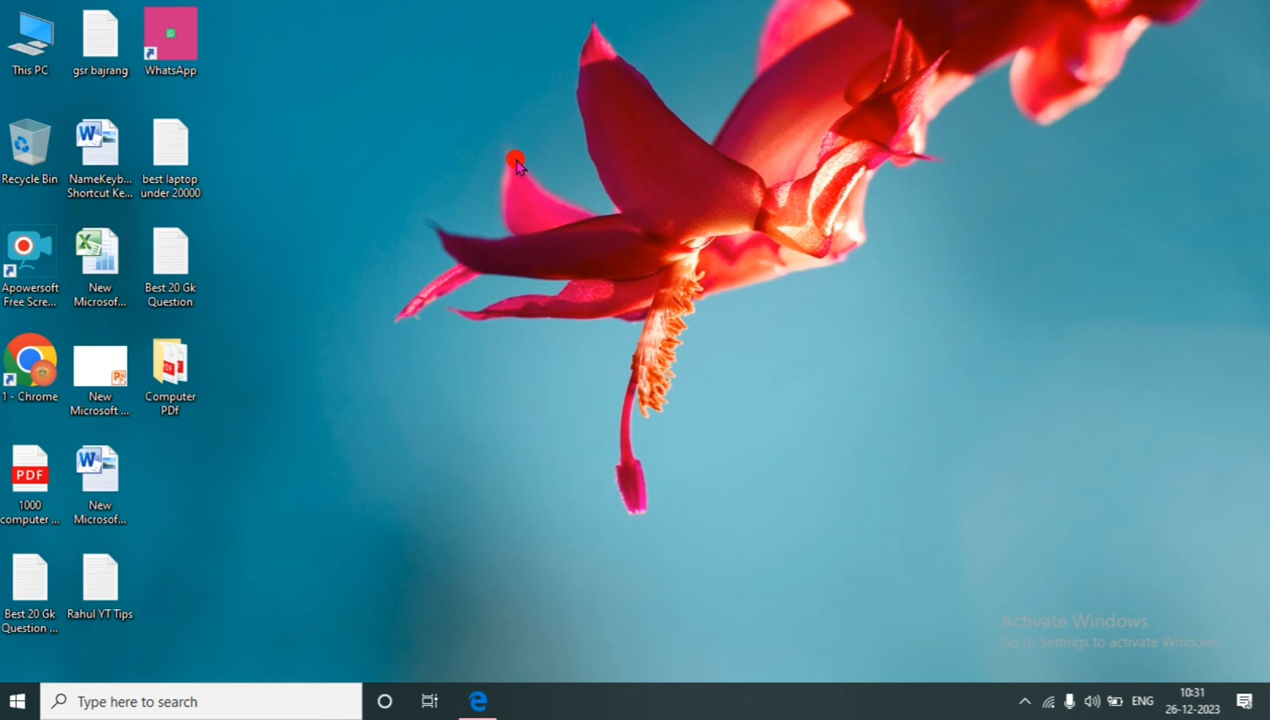 This PC
gsr bajrang
WhatsApp
Recycle Bin
NameKeyb...
Shortcut Ke...
best laptop
under 20000
Apowersoft
Free Scre...
New
Microsof...
Best 20 Gk
Question
1 - Chrome
New
Microsoft ...
Computer
PDf
PDF
1000
computer ...
New
Microsof...
Best 20 Gk
Question ...
Rahul YT Tips
Activate Windows
Go to Settings to activate Windows.
Type here to search
ENG
10:31
26-12-2023